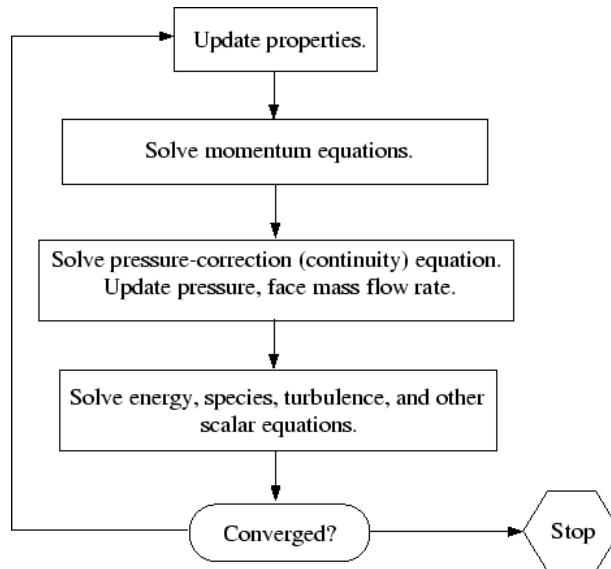 Update properties.
Solve momentum equations.
Solve pressure-correction (continuity) equation.
Update pressure, face mass flow rate.
Solve energy, species, turbulence, and other
scalar equations.
Converged?
Stop